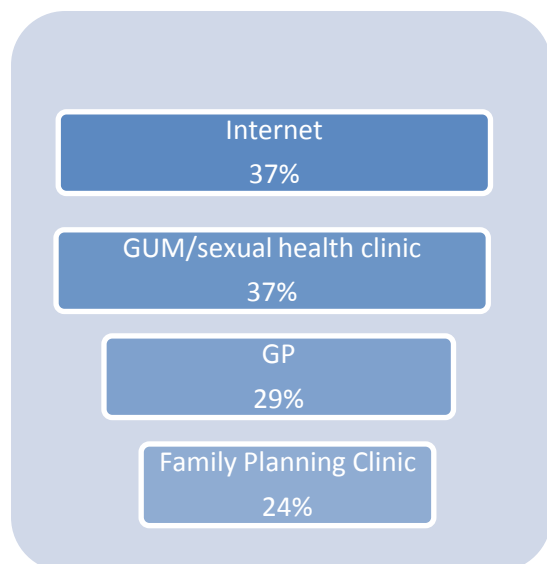 Internet
37%
GUM/sexual health clinic
37%
GP
29%
Family Planning Clinic
24%